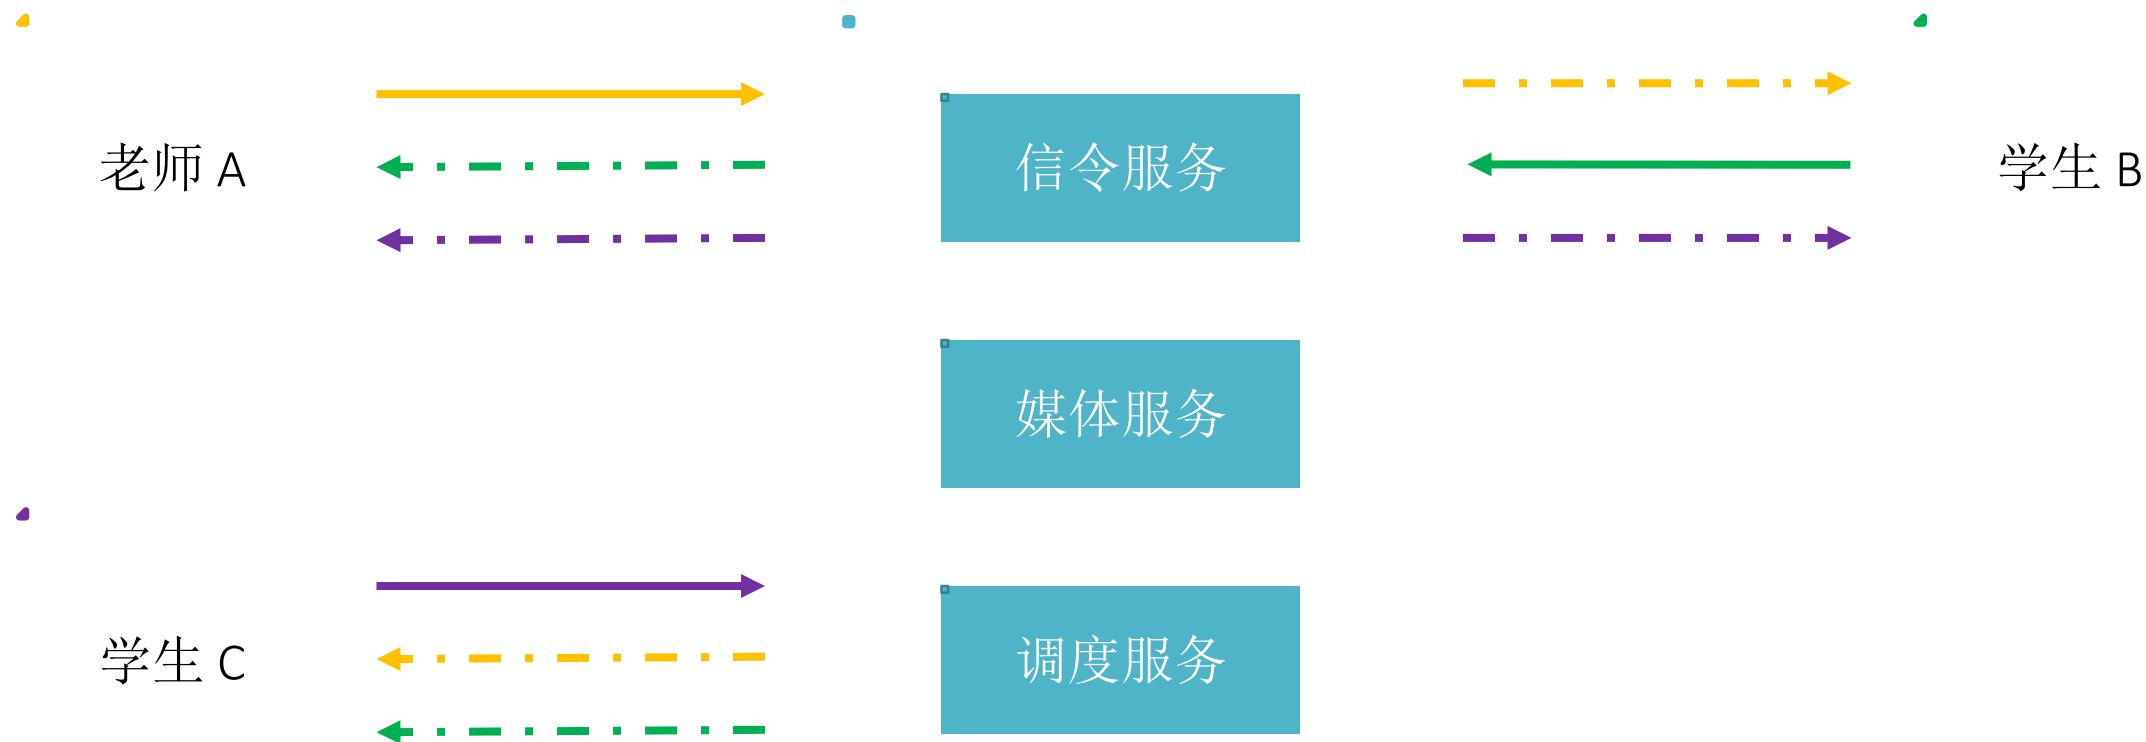 老师 A
信令服务
学生 B
媒体服务
学生 C
调度服务